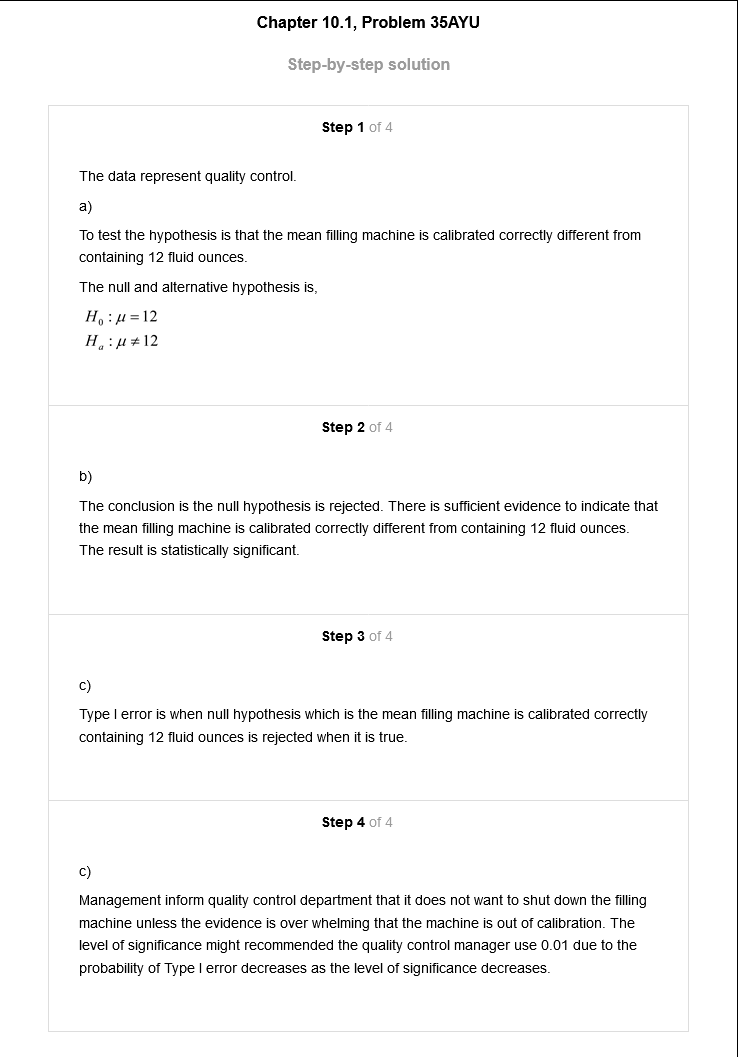 Chapter 10.1, Problem 35AYU
Step-by-step solution
Step 1 of 4
The data represent quality control.
a)
To test the hypothesis is that the mean filling machine is calibrated correctly different from
containing 12 fluid ounces.
The null and alternative hypothesis is,
H₀ : μ = 12
Hₐ : μ ≠ 12
Step 2 of 4
b)
The conclusion is the null hypothesis is rejected. There is sufficient evidence to indicate that
the mean filling machine is calibrated correctly different from containing 12 fluid ounces.
The result is statistically significant.
Step 3 of 4
c)
Type I error is when null hypothesis which is the mean filling machine is calibrated correctly
containing 12 fluid ounces is rejected when it is true.
Step 4 of 4
c)
Management inform quality control department that it does not want to shut down the filling
machine unless the evidence is over whelming that the machine is out of calibration. The
level of significance might recommended the quality control manager use 0.01 due to the
probability of Type I error decreases as the level of significance decreases.